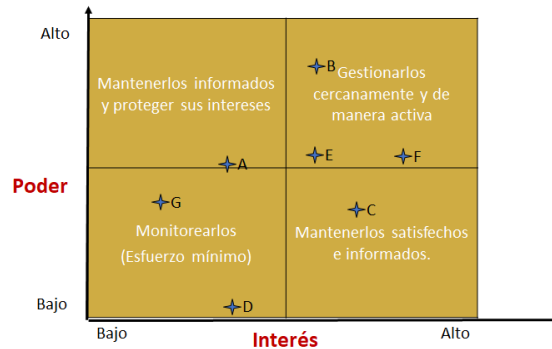 Alto
B
Mantenerlos informados
y proteger sus intereses
Gestionarlos
cercanamente y de
manera activa
A
E
F
Poder
G
C
Monitorearlos
(Esfuerzo mínimo)
Mantenerlos satisfechos
e informados.
D
Bajo
Bajo
Interés
Alto